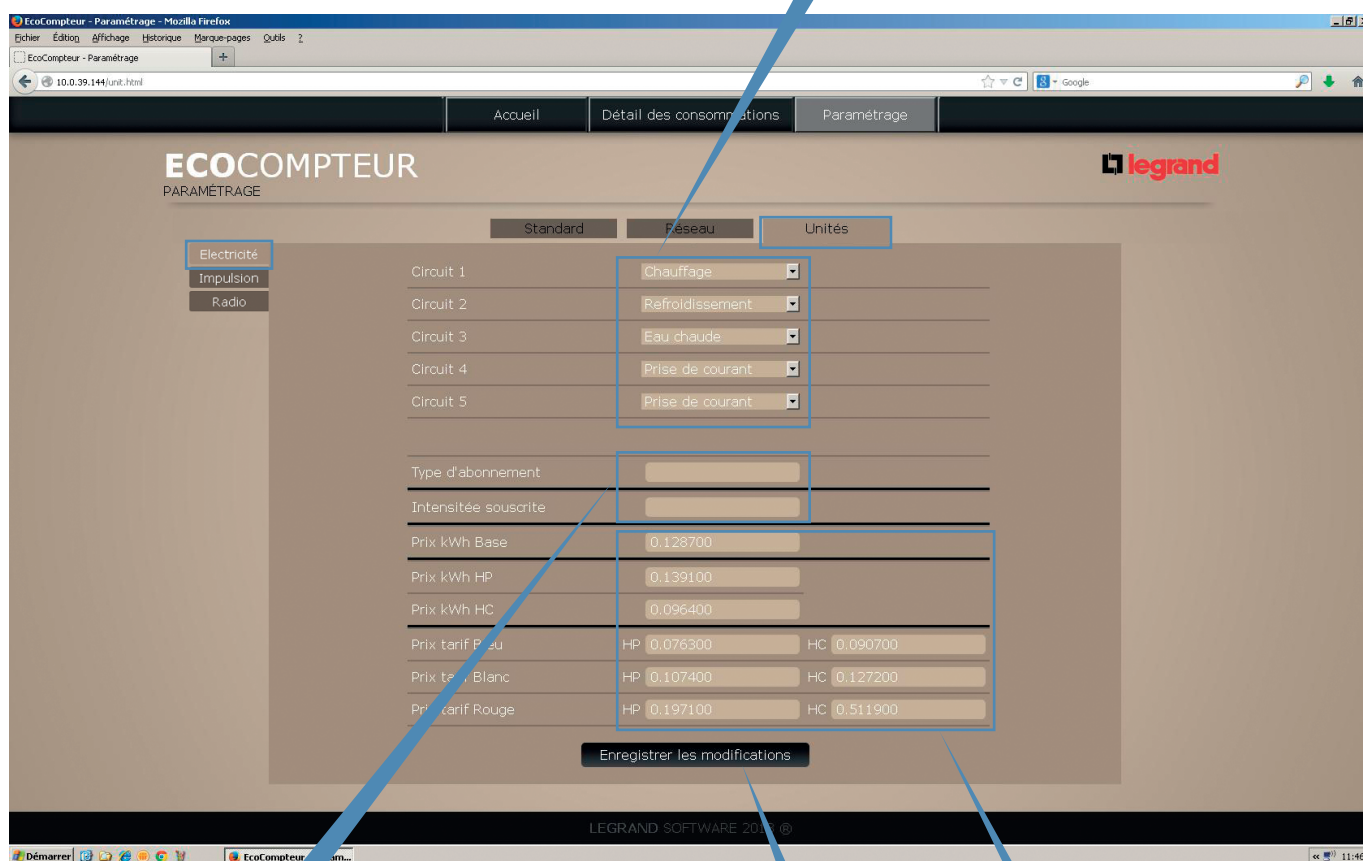 EcoCompteur - Paramétrage - Mozilla Firefox
Fichier Édition Affichage Historique Marque-pages Outils ?
EcoCompteur - Paramétrage +
10.0.39.144/unit.html Google
Accueil Détail des consommations Paramétrage
ECOCOMPTEUR legrand
PARAMÉTRAGE
Standard Réseau Unités
Electricité
Impulsion
Radio
Circuit 1 Chauffage
Circuit 2 Refroidissement
Circuit 3 Eau chaude
Circuit 4 Prise de courant
Circuit 5 Prise de courant
Type d'abonnement
Intensitée souscrite
Prix kWh Base 0.128700
Prix kWh HP 0.139100
Prix kWh HC 0.096400
Prix tarif Bleu HP 0.076300 HC 0.090700
Prix tarif Blanc HP 0.107400 HC 0.127200
Prix tarif Rouge HP 0.197100 HC 0.511900
Enregistrer les modifications
LEGRAND SOFTWARE ®
Démarrer EcoCompteur 11:46